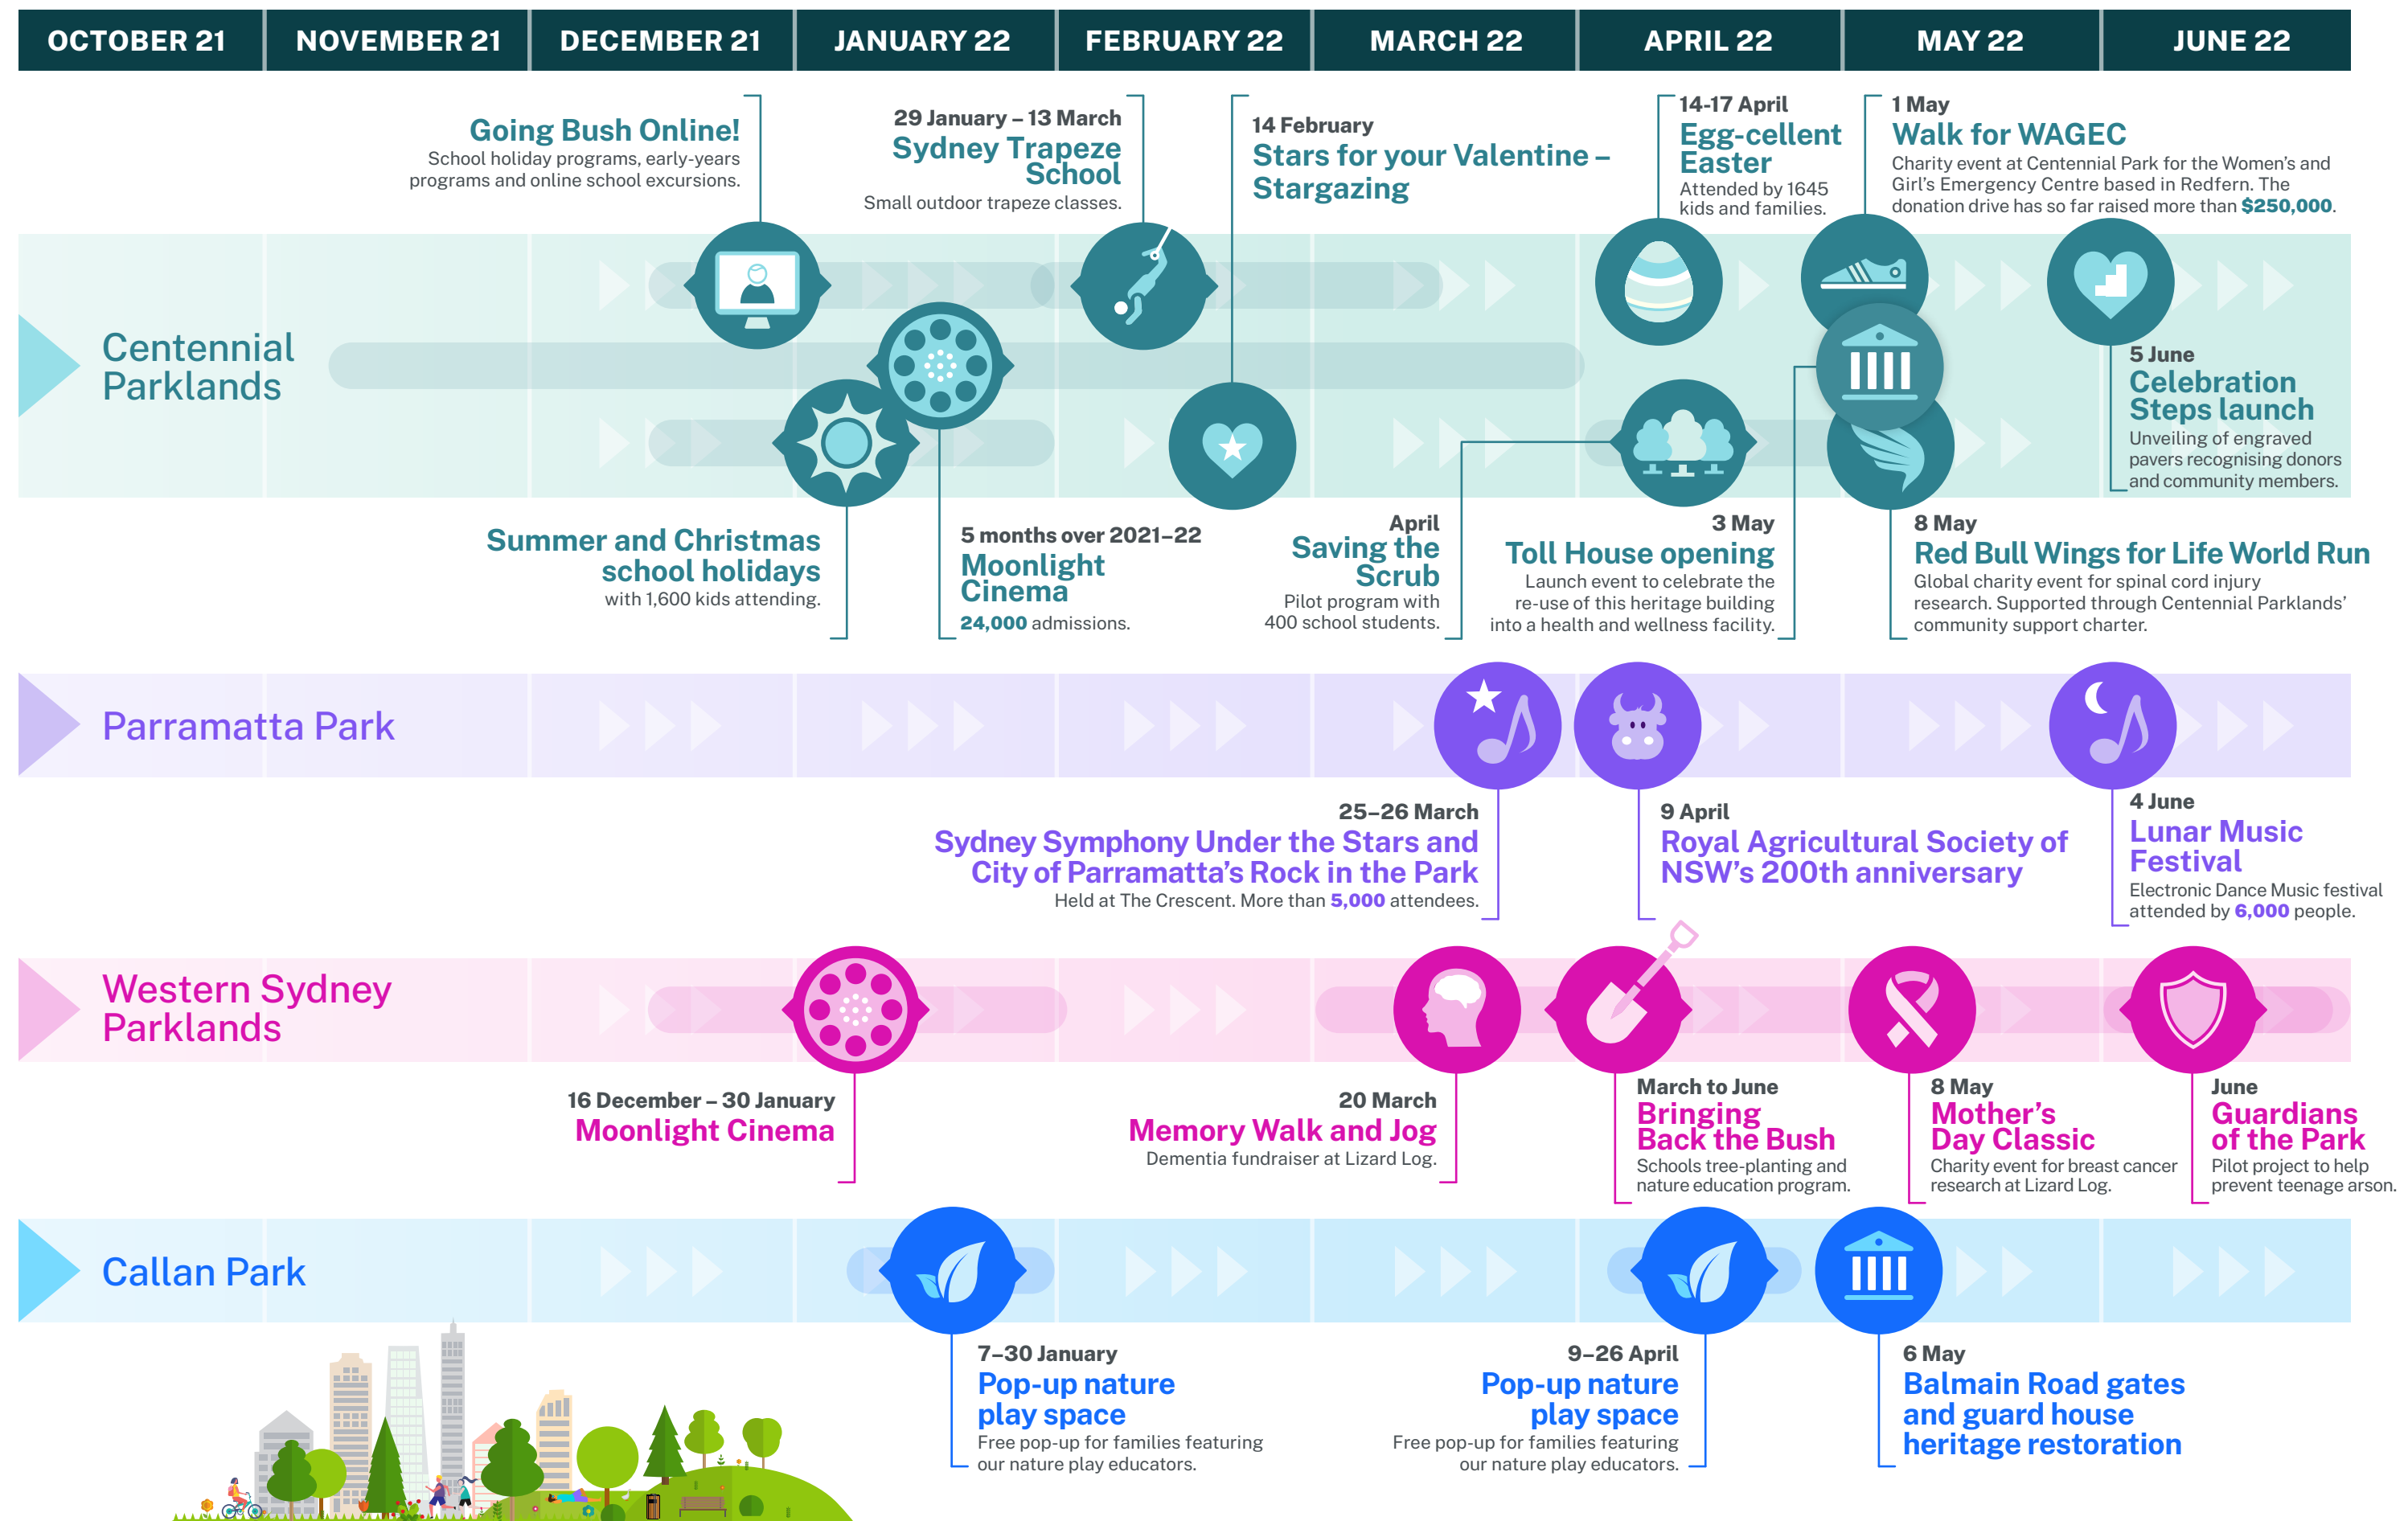 OCTOBER 21
NOVEMBER 21
DECEMBER 21
JANUARY 22
FEBRUARY 22
MARCH 22
APRIL 22
MAY 22
JUNE 22
Going Bush Online!
School holiday programs, early-years
programs and online school excursions.
29 January – 13 March
Sydney Trapeze
School
Small outdoor trapeze classes.
14 February
Stars for your Valentine –
Stargazing
14-17 April
Egg-cellent
Easter
Attended by 1645
kids and families.
1 May
Walk for WAGEC
Charity event at Centennial Park for the Women's and
Girl's Emergency Centre based in Redfern. The
donation drive has so far raised more than $250,000.
Centennial
Parklands
5 June
Celebration
Steps launch
Unveiling of engraved
pavers recognising donors
and community members.
Summer and Christmas
school holidays
with 1,600 kids attending.
5 months over 2021–22
Moonlight
Cinema
24,000 admissions.
April
Saving the
Scrub
Pilot program with
400 school students.
3 May
Toll House opening
Launch event to celebrate the
re-use of this heritage building
into a health and wellness facility.
8 May
Red Bull Wings for Life World Run
Global charity event for spinal cord injury
research. Supported through Centennial Parklands'
community support charter.
Parramatta Park
25–26 March
Sydney Symphony Under the Stars and
City of Parramatta's Rock in the Park
Held at The Crescent. More than 5,000 attendees.
9 April
Royal Agricultural Society of
NSW's 200th anniversary
4 June
Lunar Music
Festival
Electronic Dance Music festival
attended by 6,000 people.
Western Sydney
Parklands
16 December – 30 January
Moonlight Cinema
20 March
Memory Walk and Jog
Dementia fundraiser at Lizard Log.
March to June
Bringing
Back the Bush
Schools tree-planting and
nature education program.
8 May
Mother's
Day Classic
Charity event for breast cancer
research at Lizard Log.
June
Guardians
of the Park
Pilot project to help
prevent teenage arson.
Callan Park
7–30 January
Pop-up nature
play space
Free pop-up for families featuring
our nature play educators.
9–26 April
Pop-up nature
play space
Free pop-up for families featuring
our nature play educators.
6 May
Balmain Road gates
and guard house
heritage restoration